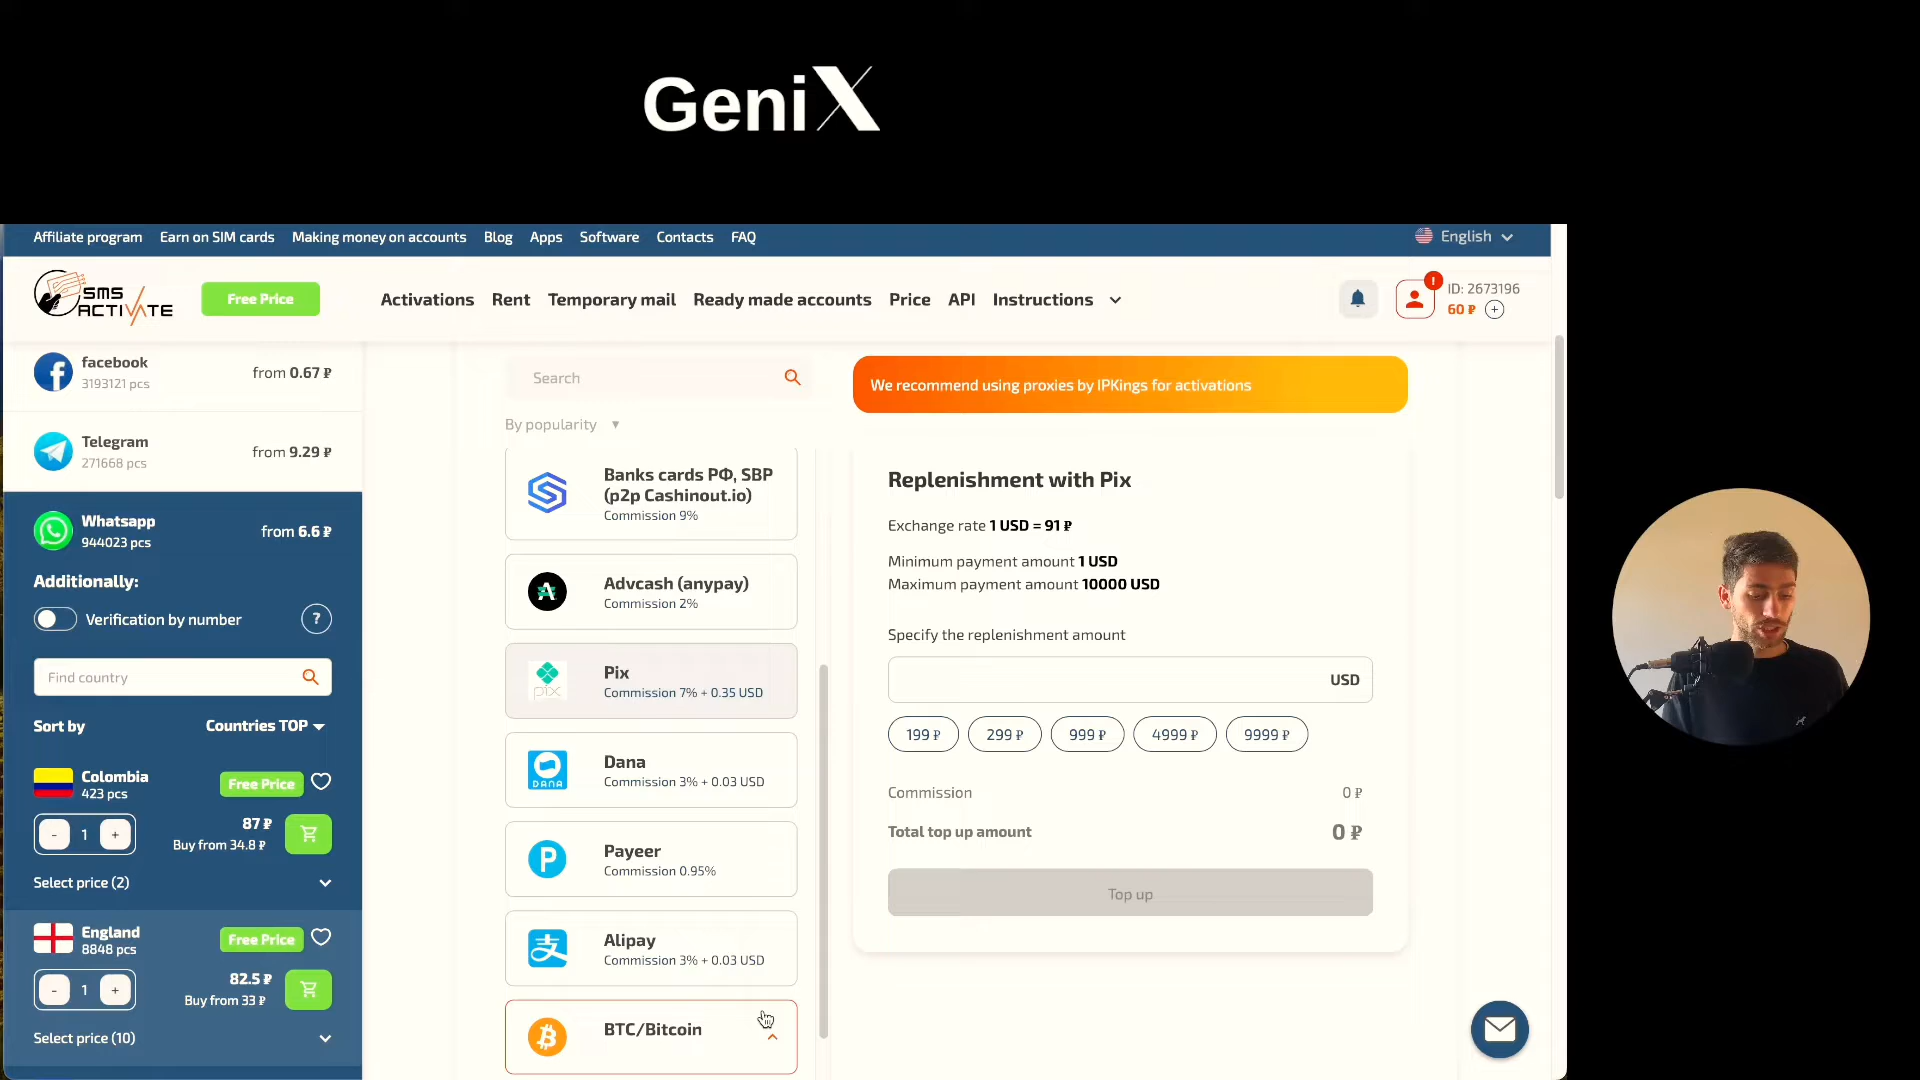 GeniX
Affiliate program Earn on SIM cards Making money on accounts Blog Apps Software Contacts FAQ
English
SMS
ACTIVATE
Free Price
Activations Rent Temporary mail Ready made accounts Price API Instructions
!
ID: 2673196
60 ₽ +
facebook
3193121 pcs
from 0.67 ₽
Telegram
271668 pcs
from 9.29 ₽
Whatsapp
944023 pcs
from 6.6 ₽
Additionally:
Verification by number
?
Find country
Sort by
Countries TOP
Colombia
423 pcs
Free Price
- 1 +
87 ₽
Buy from 34.8 ₽
Select price (2)
England
8848 pcs
Free Price
- 1 +
82.5 ₽
Buy from 33 ₽
Select price (10)
Search
By popularity
Banks cards РФ, SBP
(p2p Cashinout.io)
Commission 9%
Advcash (anypay)
Commission 2%
pix
Pix
Commission 7% + 0.35 USD
DANA
Dana
Commission 3% + 0.03 USD
Payeer
Commission 0.95%
支
Alipay
Commission 3% + 0.03 USD
BTC/Bitcoin
We recommend using proxies by IPKings for activations
Replenishment with Pix
Exchange rate 1 USD = 91 ₽
Minimum payment amount 1 USD
Maximum payment amount 10000 USD
Specify the replenishment amount
USD
199 ₽ 299 ₽ 999 ₽ 4999 ₽ 9999 ₽
Commission 0 ₽
Total top up amount 0 ₽
Top up